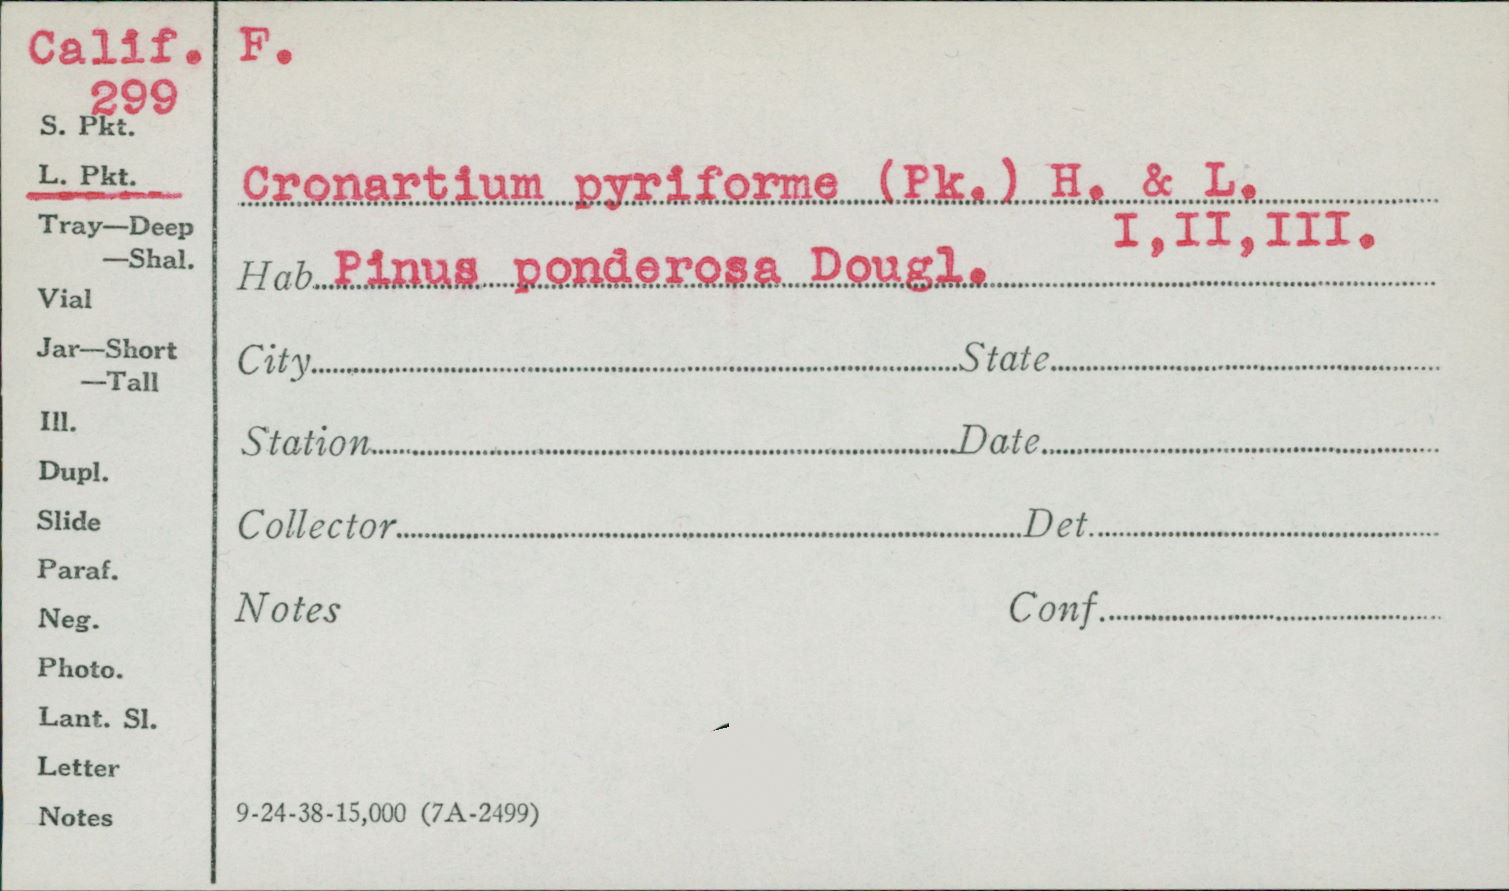 Calif.
299
S. Pkt.
L. Pkt.
Tray—Deep
—Shal.
Vial
Jar—Short
—Tall
Ill.
Dupl.
Slide
Paraf.
Neg.
Photo.
Lant. Sl.
Letter
Notes
F.
Cronartium pyriforme (Pk.) H. & L.
I,II,III.
Hab. Pinus ponderosa Dougl.
City State
Station Date
Collector Det.
Notes Conf.
9-24-38-15,000 (7A-2499)